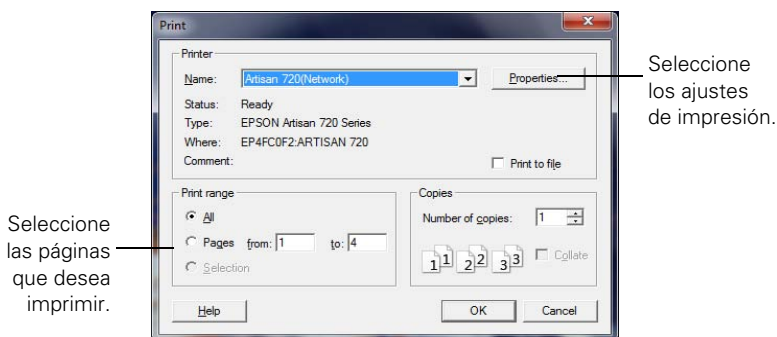 Print
Printer
Name: Artisan 720(Network) Properties...
Status: Ready
Type: EPSON Artisan 720 Series
Where: EP4FC0F2:ARTISAN 720
Comment: Print to file
Seleccione
los ajustes
de impresión.
Print range
All
Pages from: 1 to: 4
Selection
Copies
Number of copies: 1
1 1 2 2 3 3 Collate
Seleccione
las páginas
que desea
imprimir.
Help OK Cancel